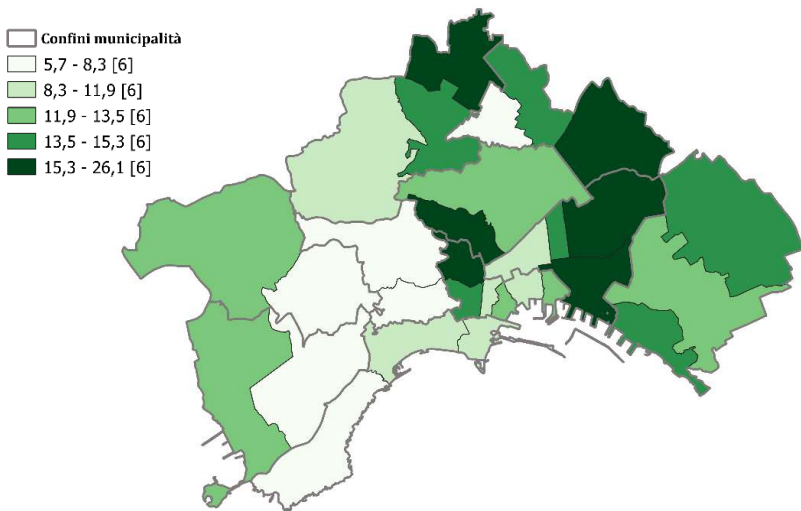 Confini municipalità
5,7 - 8,3 [6]
8,3 - 11,9 [6]
11,9 - 13,5 [6]
13,5 - 15,3 [6]
15,3 - 26,1 [6]